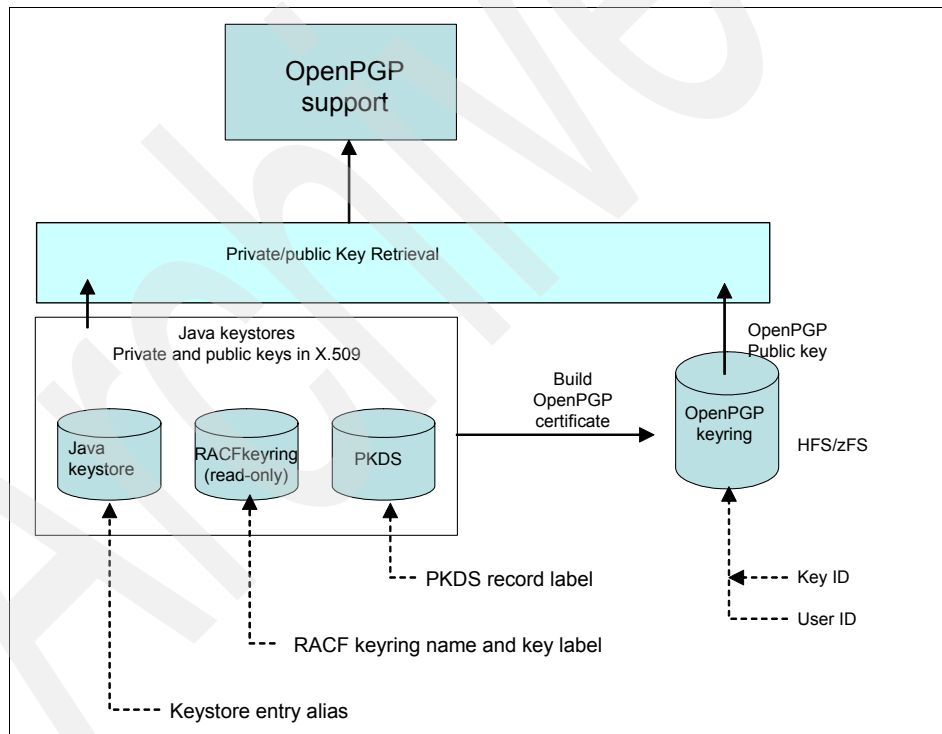 OpenPGP
support
Private/public Key Retrieval
Java keystores
Private and public keys in X.509
OpenPGP
Public key
Build
OpenPGP
certificate
Java
keystore
RACFkeyring
(read-only)
PKDS
OpenPGP
keyring
HFS/zFS
PKDS record label
Key ID
User ID
RACF keyring name and key label
Keystore entry alias
Archive